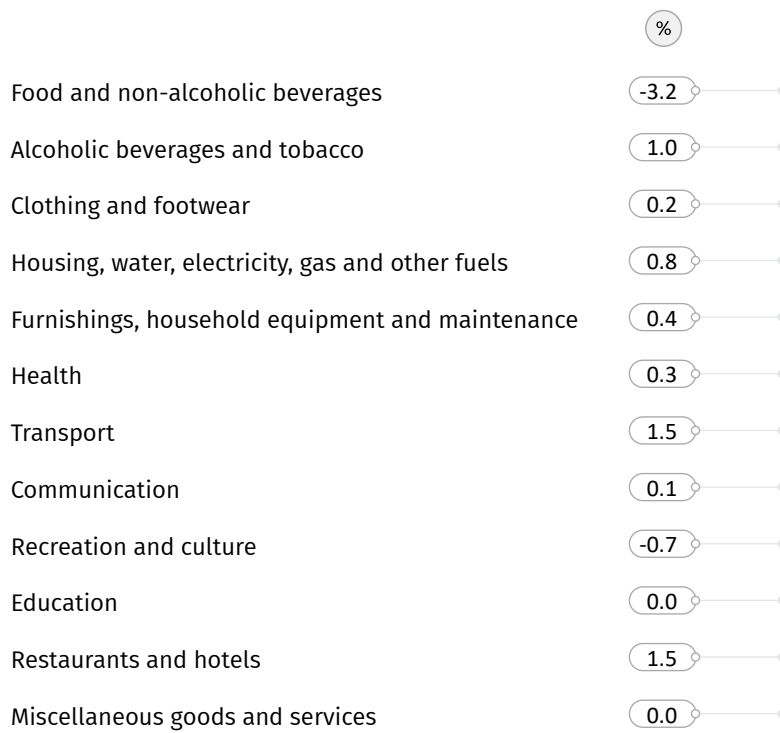 %
Food and non-alcoholic beverages -3.2
Alcoholic beverages and tobacco 1.0
Clothing and footwear 0.2
Housing, water, electricity, gas and other fuels 0.8
Furnishings, household equipment and maintenance 0.4
Health 0.3
Transport 1.5
Communication 0.1
Recreation and culture -0.7
Education 0.0
Restaurants and hotels 1.5
Miscellaneous goods and services 0.0